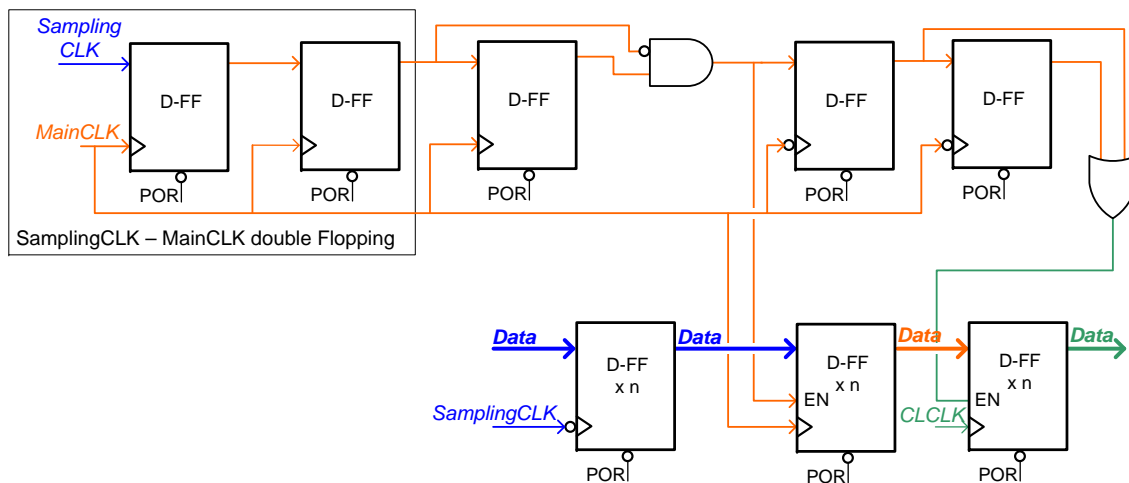 Sampling
CLK
D-FF
D-FF
D-FF
D-FF
D-FF
MainCLK
POR
POR
POR
POR
POR
SamplingCLK – MainCLK double Flopping
Data
Data
Data
Data
D-FF
x n
D-FF
x n
D-FF
x n
EN
EN
SamplingCLK
CLCLK
POR
POR
POR